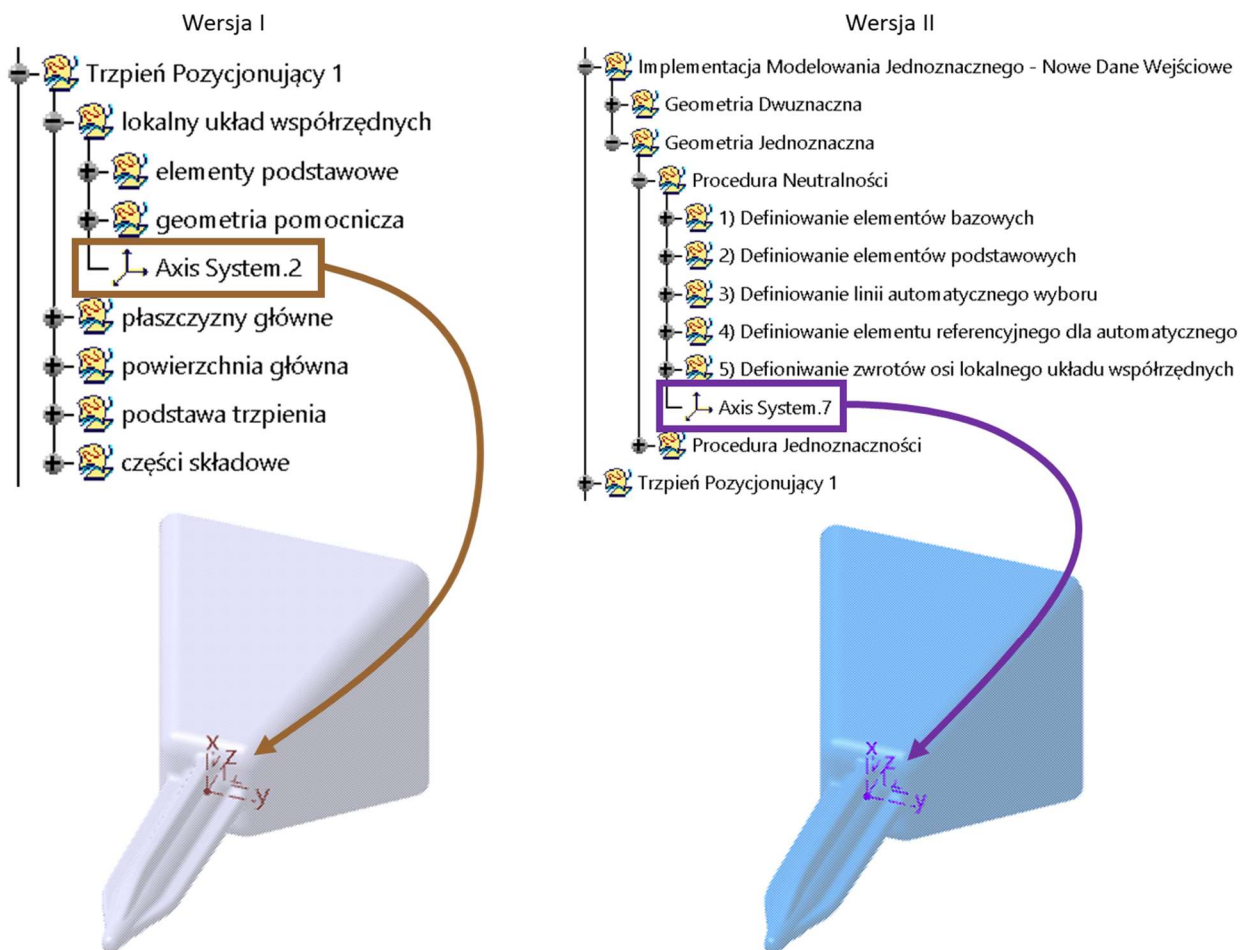 Wersja I
Trzpień Pozycjonujący 1
lokalny układ współrzędnych
elementy podstawowe
geometria pomocnicza
Axis System.2
płaszczyzny główne
powierzchnia główna
podstawa trzpienia
części składowe
x
z
y
Wersja II
Implementacja Modelowania Jednoznacznego - Nowe Dane Wejściowe
Geometria Dwuznaczna
Geometria Jednoznaczna
Procedura Neutralności
1) Definiowanie elementów bazowych
2) Definiowanie elementów podstawowych
3) Definiowanie linii automatycznego wyboru
4) Definiowanie elementu referencyjnego dla automatycznego
5) Defioniwanie zwrotów osi lokalnego układu współrzędnych
Axis System.7
Procedura Jednoznaczności
Trzpień Pozycjonujący 1
x
z
y